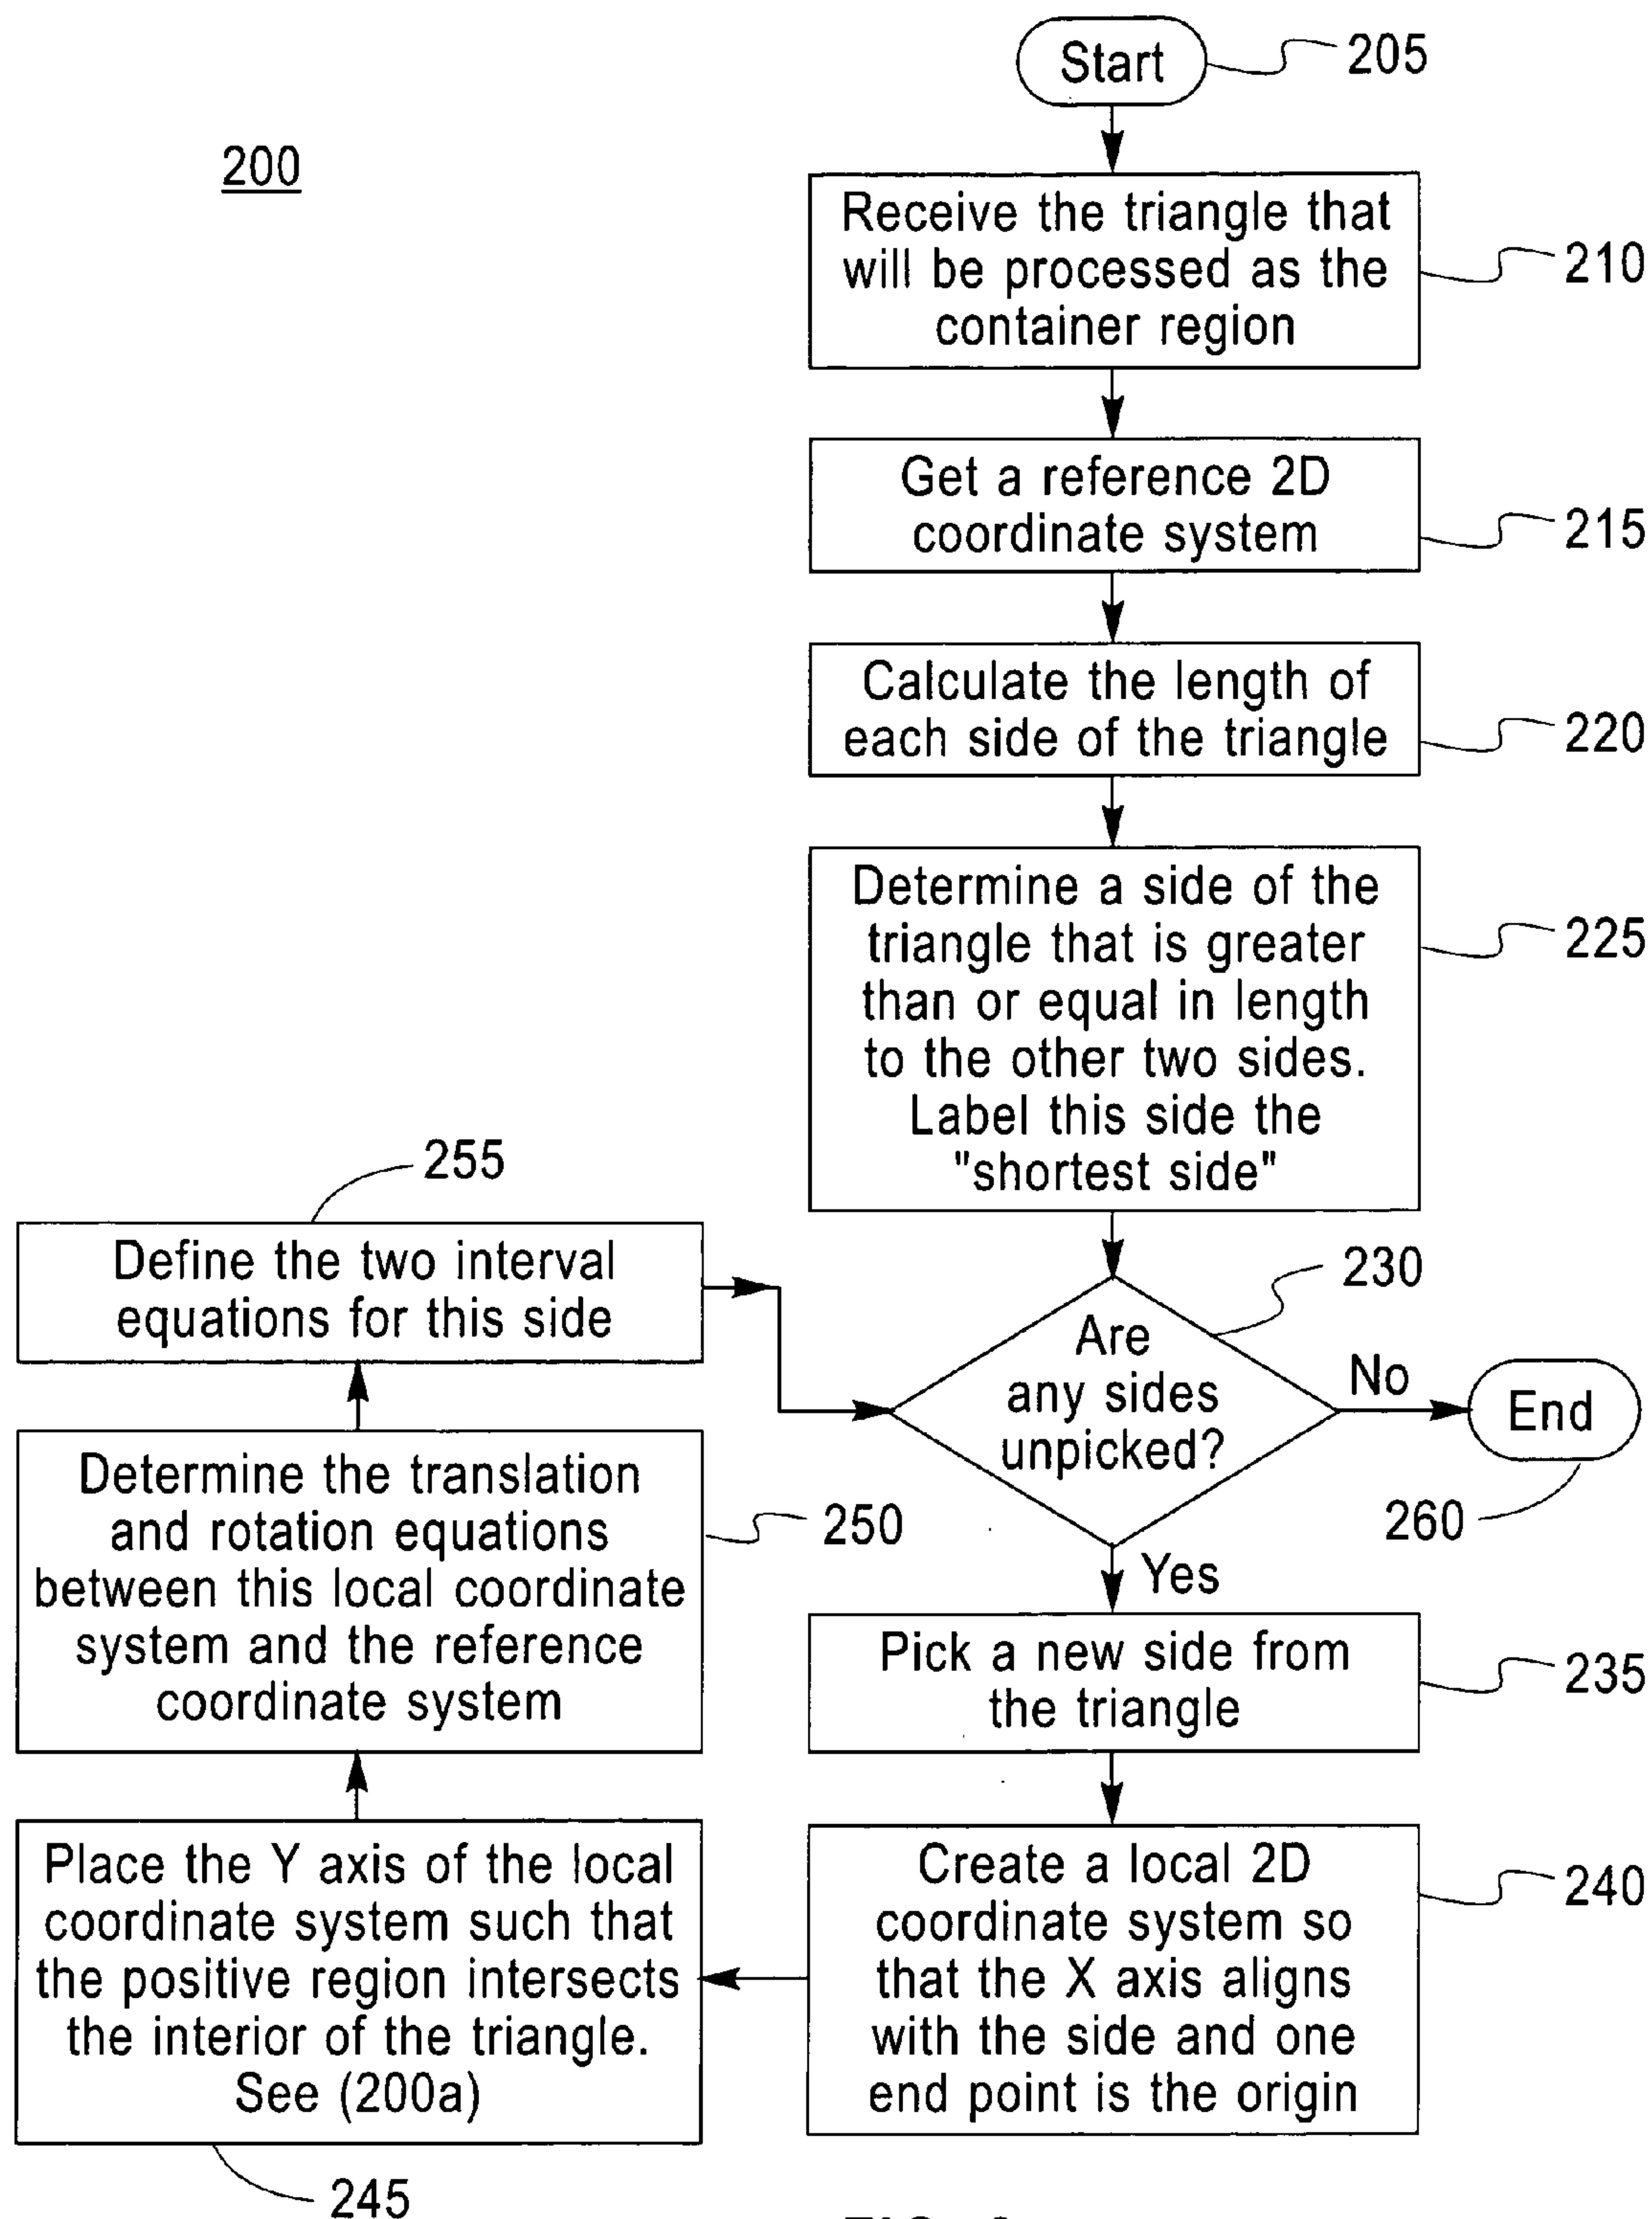 200
Start
205
Receive the triangle that
will be processed as the
container region
210
Get a reference 2D
coordinate system
215
Calculate the length of
each side of the triangle
220
Determine a side of the
triangle that is greater
than or equal in length
to the other two sides.
Label this side the
"shortest side"
225
Are
any sides
unpicked?
230
No
End
260
Yes
Pick a new side from
the triangle
235
Create a local 2D
coordinate system so
that the X axis aligns
with the side and one
end point is the origin
240
Place the Y axis of the local
coordinate system such that
the positive region intersects
the interior of the triangle.
See (200a)
245
Determine the translation
and rotation equations
between this local coordinate
system and the reference
coordinate system
250
Define the two interval
equations for this side
255